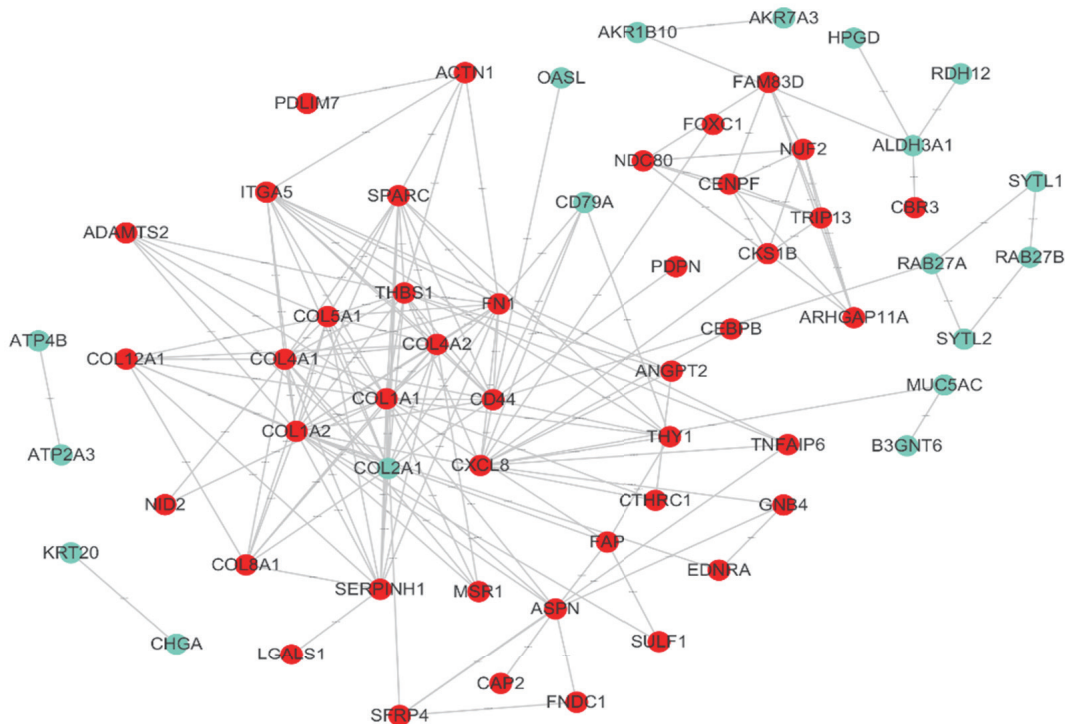 AKR7A3
AKR1B10
HPGD
ACTN1
OASL
FAM83D
RDH12
PDLIM7
FOXC1
NUF2
ALDH3A1
NDC80
CENPF
SYTL1
ITGA5
SPARC
CD79A
CBR3
TRIP13
ADAMTS2
CKS1B
RAB27B
PDPN
RAB27A
THBS1
FN1
COL5A1
CEBPB
ARHGAP11A
ATP4B
COL4A2
SYTL2
COL12A1
COL4A1
ANGPT2
MUC5AC
COL1A1
CD44
COL1A2
THY1
TNFAIP6
B3GNT6
ATP2A3
COL2A1
CXCL8
NID2
CTHRC1
GNB4
FAP
KRT20
COL8A1
EDNRA
SERPINH1
MSR1
ASPN
CHGA
LGALS1
SULF1
CAP2
FNDC1
SFRP4